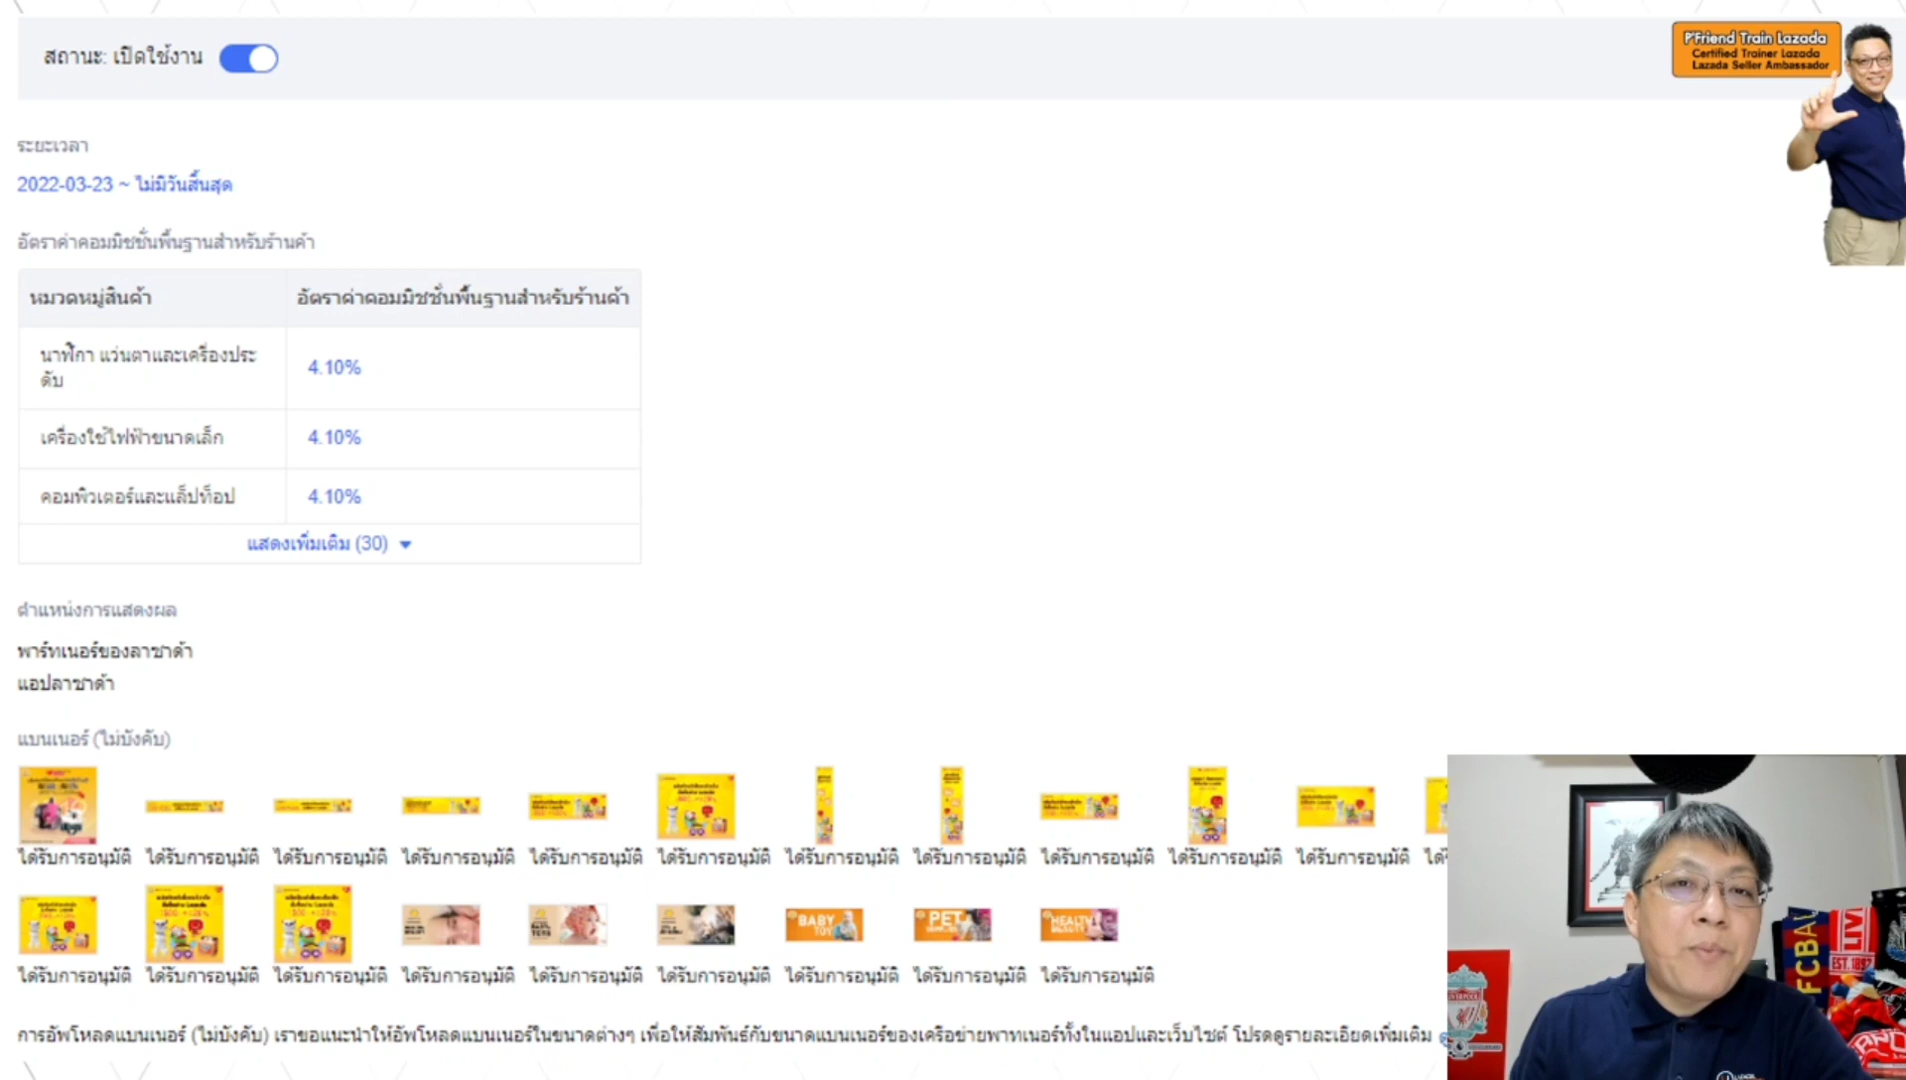 สถานะ: เปิดใช้งาน
P'Friend Train Lazada
Certified Trainer Lazada
Lazada Seller Ambassador
ระยะเวลา
2022-03-23 ~ ไม่มีวันสิ้นสุด
อัตราค่าคอมมิชชั่นพื้นฐานสำหรับร้านค้า
หมวดหมู่สินค้า อัตราค่าคอมมิชชั่นพื้นฐานสำหรับร้านค้า
นาฬิกา แว่นตาและเครื่องประ
ดับ
4.10%
เครื่องใช้ไฟฟ้าขนาดเล็ก 4.10%
คอมพิวเตอร์และแล็ปท็อป 4.10%
แสดงเพิ่มเติม (30)
ตำแหน่งการแสดงผล
พาร์ทเนอร์ของลาซาด้า
แอปลาซาด้า
แบนเนอร์ (ไม่บังคับ)
ได้รับการอนุมัติ ได้รับการอนุมัติ ได้รับการอนุมัติ ได้รับการอนุมัติ ได้รับการอนุมัติ ได้รับการอนุมัติ ได้รับการอนุมัติ ได้รับการอนุมัติ ได้รับการอนุมัติ ได้รับการอนุมัติ ได้รับการอนุมัติ
BABY
TOY
PET
HEALTH
BEAUTY
ได้รับการอนุมัติ ได้รับการอนุมัติ ได้รับการอนุมัติ ได้รับการอนุมัติ ได้รับการอนุมัติ ได้รับการอนุมัติ ได้รับการอนุมัติ ได้รับการอนุมัติ ได้รับการอนุมัติ
การอัพโหลดแบนเนอร์ (ไม่บังคับ) เราขอแนะนำให้อัพโหลดแบนเนอร์ในขนาดต่างๆ เพื่อให้สัมพันธ์กับขนาดแบนเนอร์ของเครือข่ายพาทเนอร์ทั้งในแอปและเว็บไซต์ โปรดดูรายละเอียดเพิ่มเติม
FCBA
LIV
EST. 1892